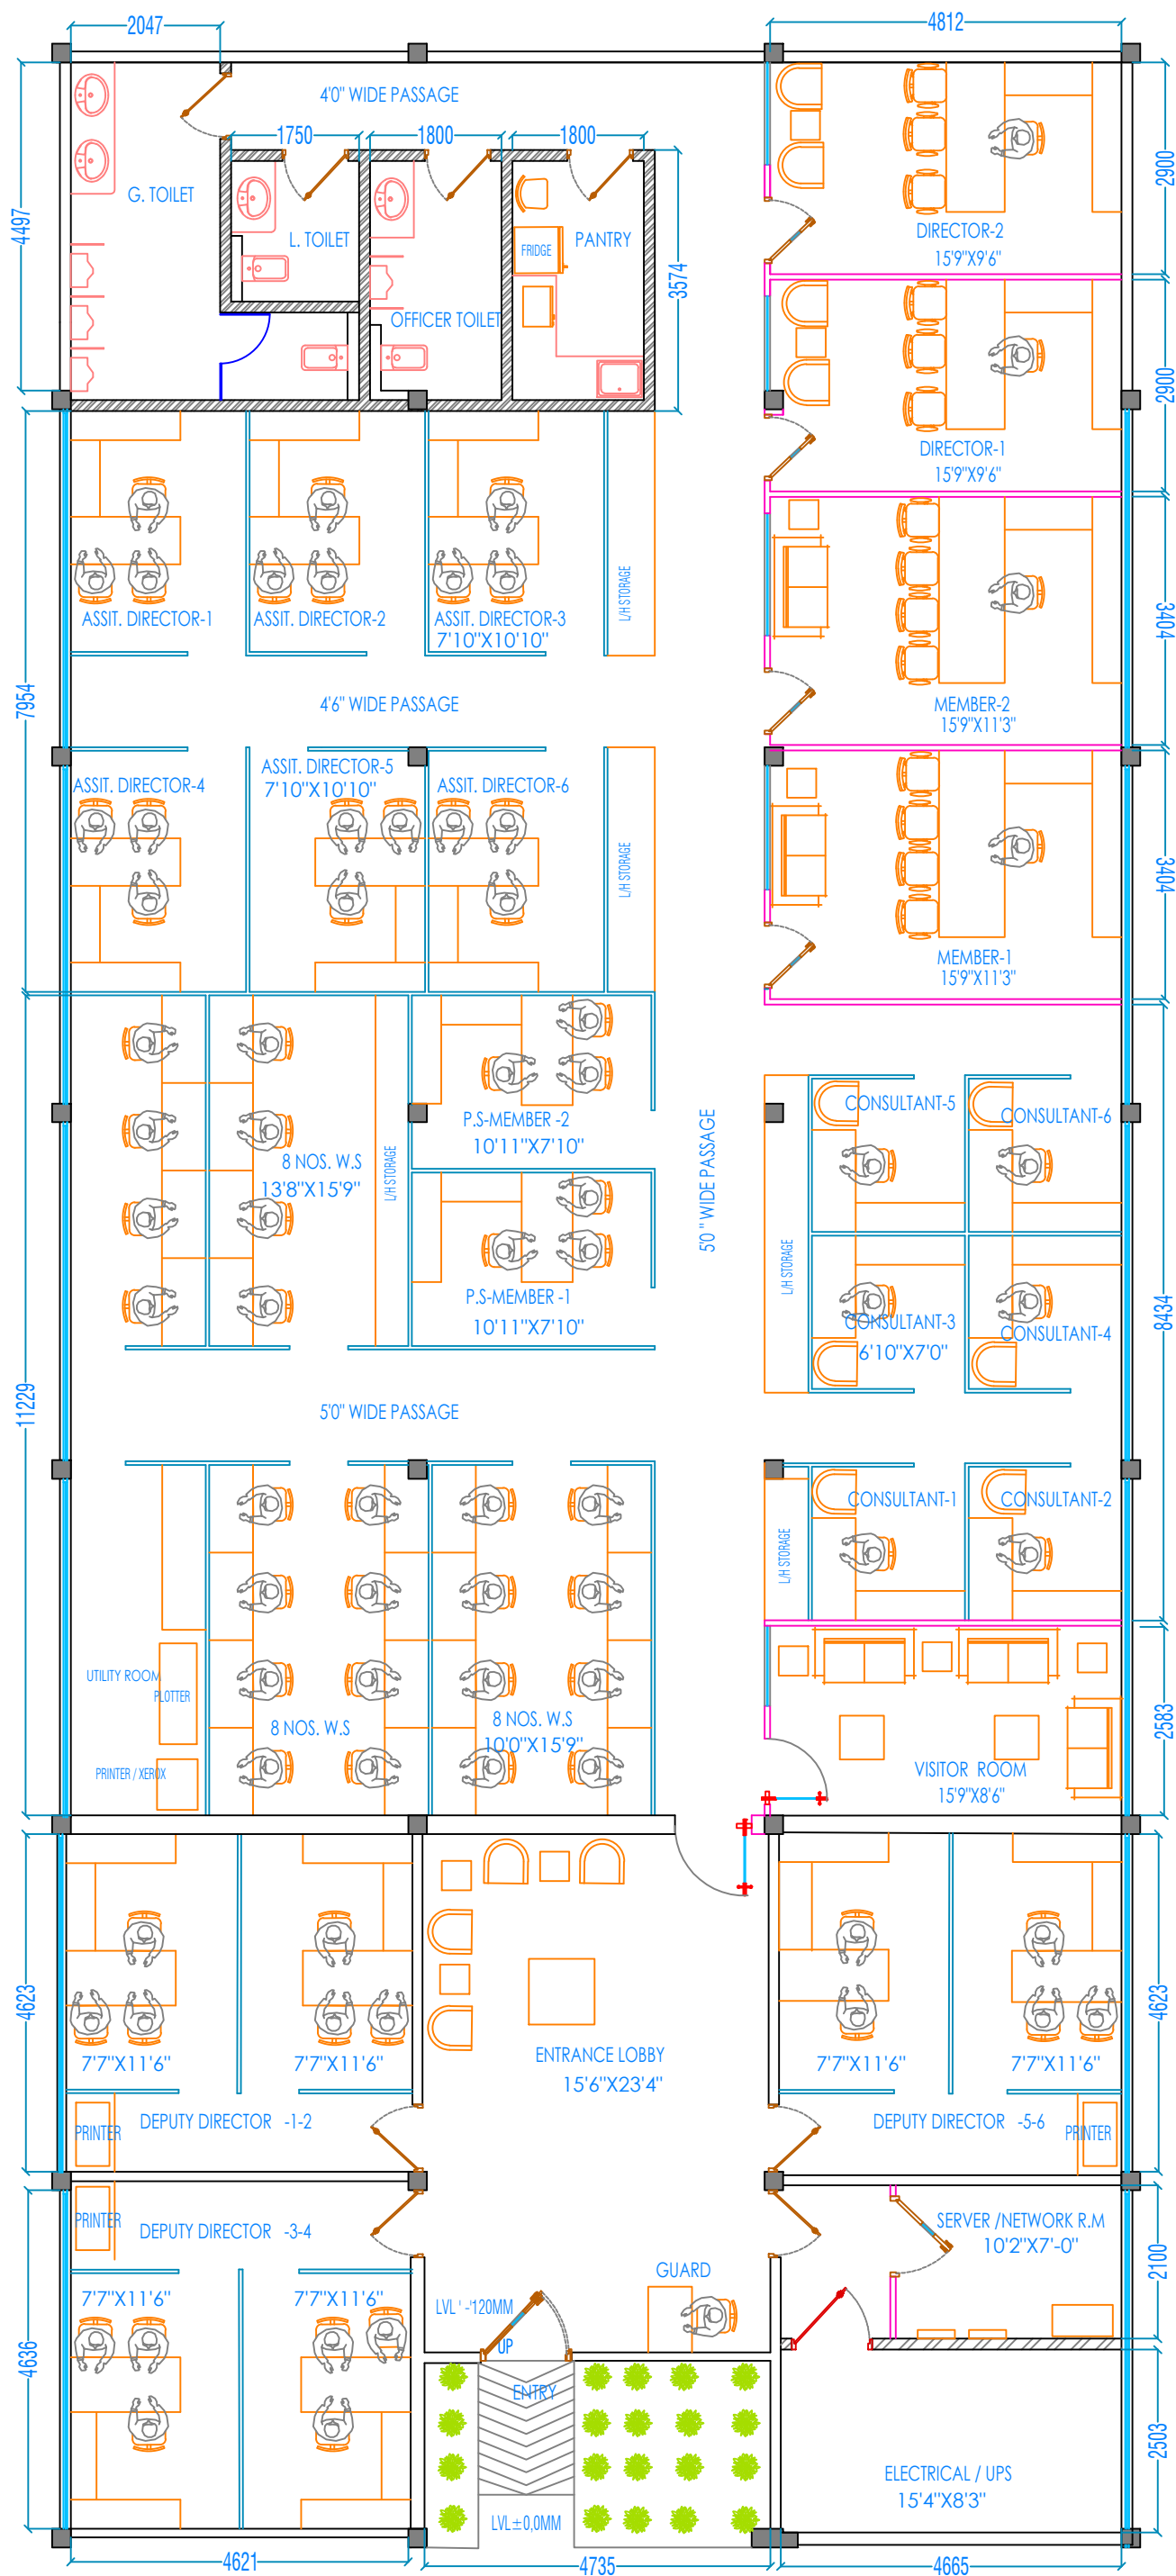 2047
4812
4'0" WIDE PASSAGE
1750
1800
1800
2900
4497
G. TOILET
L. TOILET
PANTRY
FRIDGE
3574
DIRECTOR-2
15'9"X9'6"
OFFICER TOILET
2900
DIRECTOR-1
15'9"X9'6"
ASSIT. DIRECTOR-1
ASSIT. DIRECTOR-2
ASSIT. DIRECTOR-3
7'10"X10'10"
L/H STORAGE
3404
7954
4'6" WIDE PASSAGE
MEMBER-2
15'9"X11'3"
ASSIT. DIRECTOR-4
ASSIT. DIRECTOR-5
7'10"X10'10"
ASSIT. DIRECTOR-6
L/H STORAGE
3404
MEMBER-1
15'9"X11'3"
P.S-MEMBER -2
10'11"X7'10"
8 NOS. W.S
13'8"X15'9"
L/H STORAGE
5'0 " WIDE PASSAGE
CONSULTANT-5
CONSULTANT-6
L/H STORAGE
P.S-MEMBER -1
10'11"X7'10"
CONSULTANT-3
6'10"X7'0"
CONSULTANT-4
8434
11229
5'0" WIDE PASSAGE
CONSULTANT-1
CONSULTANT-2
L/H STORAGE
UTILITY ROOM
PLOTTER
PRINTER / XEROX
8 NOS. W.S
8 NOS. W.S
10'0"X15'9"
2583
VISITOR ROOM
15'9"X8'6"
4623
7'7"X11'6"
7'7"X11'6"
ENTRANCE LOBBY
15'6"X23'4"
7'7"X11'6"
7'7"X11'6"
4623
PRINTER
DEPUTY DIRECTOR -1-2
DEPUTY DIRECTOR -5-6
PRINTER
PRINTER
DEPUTY DIRECTOR -3-4
SERVER /NETWORK R.M
10'2"X7'-0"
2100
GUARD
7'7"X11'6"
7'7"X11'6"
LVL ' -'120MM
UP
4636
ENTRY
ELECTRICAL / UPS
15'4"X8'3"
2503
LVL±0,0MM
4621
4735
4665